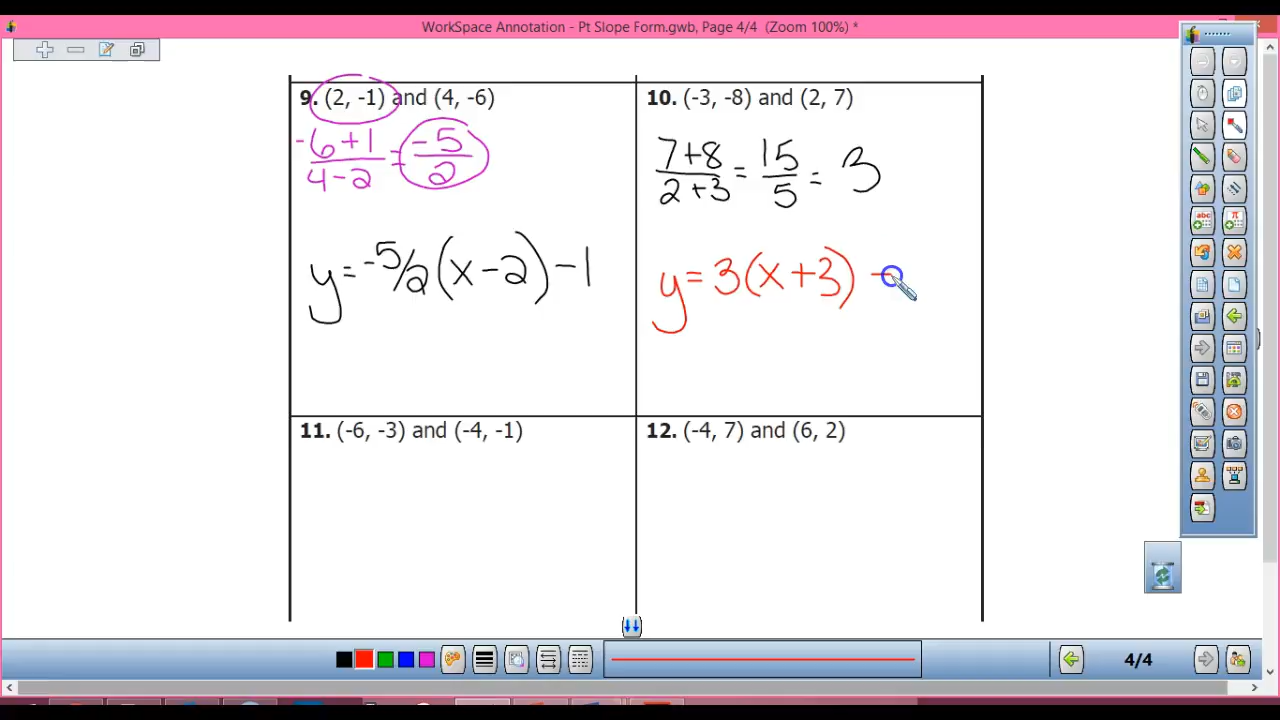 WorkSpace Annotation - Pt Slope Form.gwb, Page 4/4 (Zoom 100%) *
9. (2, -1) and (4, -6)
-6+1/4-2 = -5/2
y=-5/2(x-2)-1
10. (-3, -8) and (2, 7)
7+8/2+3 = 15/5 = 3
y=3(x+3) -
11. (-6, -3) and (-4, -1)
12. (-4, 7) and (6, 2)
abc
π
4/4